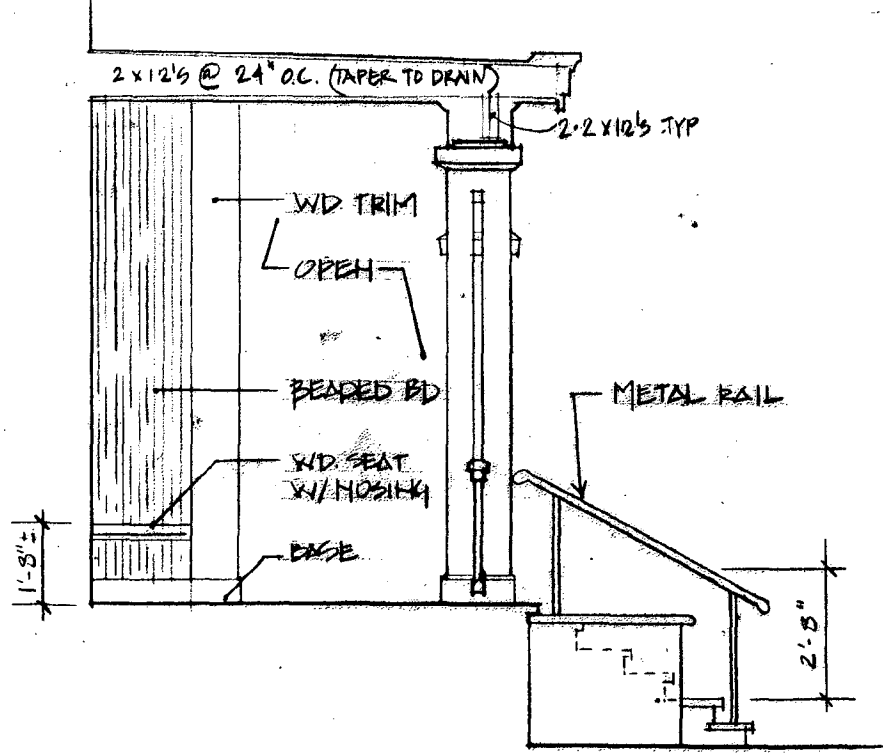 2 x 12'S @ 24" O.C. (TAPER TO DRAIN)
2-2 x 12'S TYP
WD TRIM
OPEN
BEADED BD
METAL RAIL
WD. SEAT
W/ NOSING
BASE
1'-8" ±
2'-8"